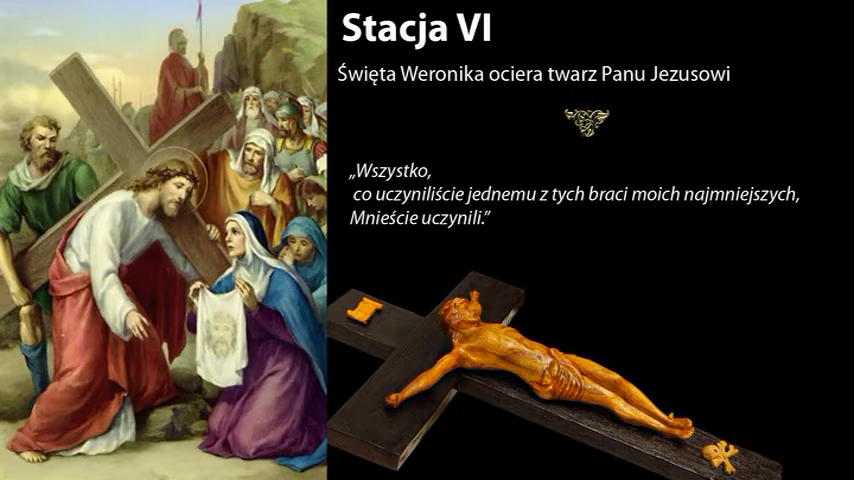 Stacja VI
Święta Weronika ociera twarz Panu Jezusowi
„Wszystko,
co uczyniliście jednemu z tych braci moich najmniejszych,
Mnieście uczynili.”